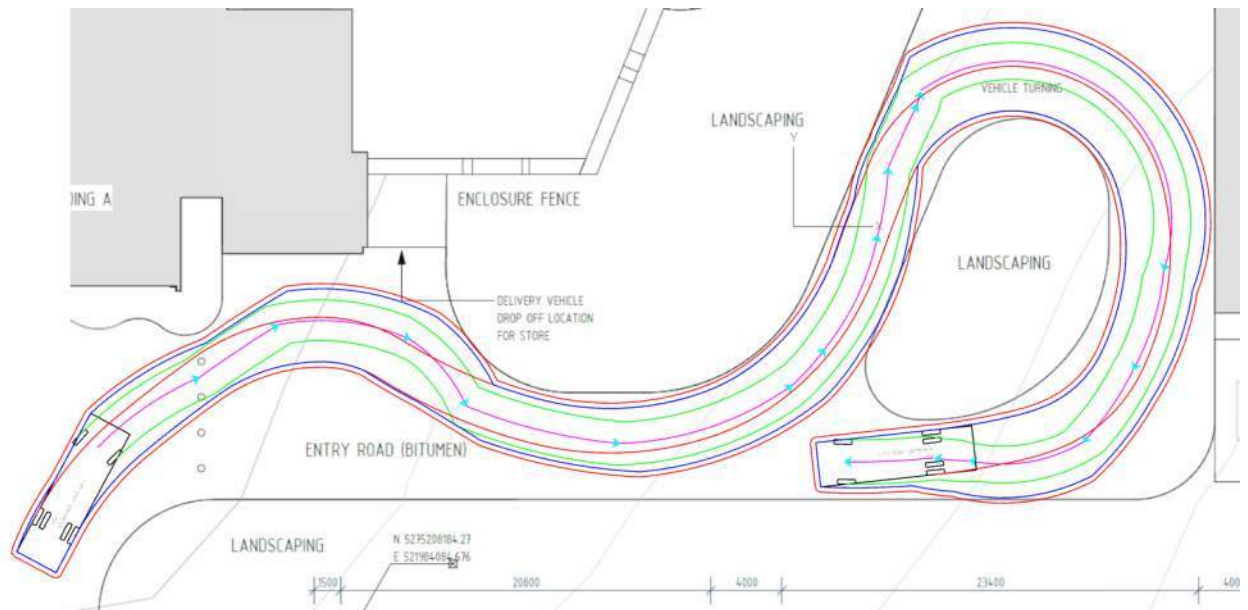 VEHICLE TURNING
LANDSCAPING
Y
X
DING A
ENCLOSURE FENCE
LANDSCAPING
DELIVERY VEHICLE
DROP OFF LOCATION
FOR STORE
ENTRY ROAD (BITUMEN)
LANDSCAPING
N 5275208184.27
E 521984084.676
1500
20800
4000
23400
400